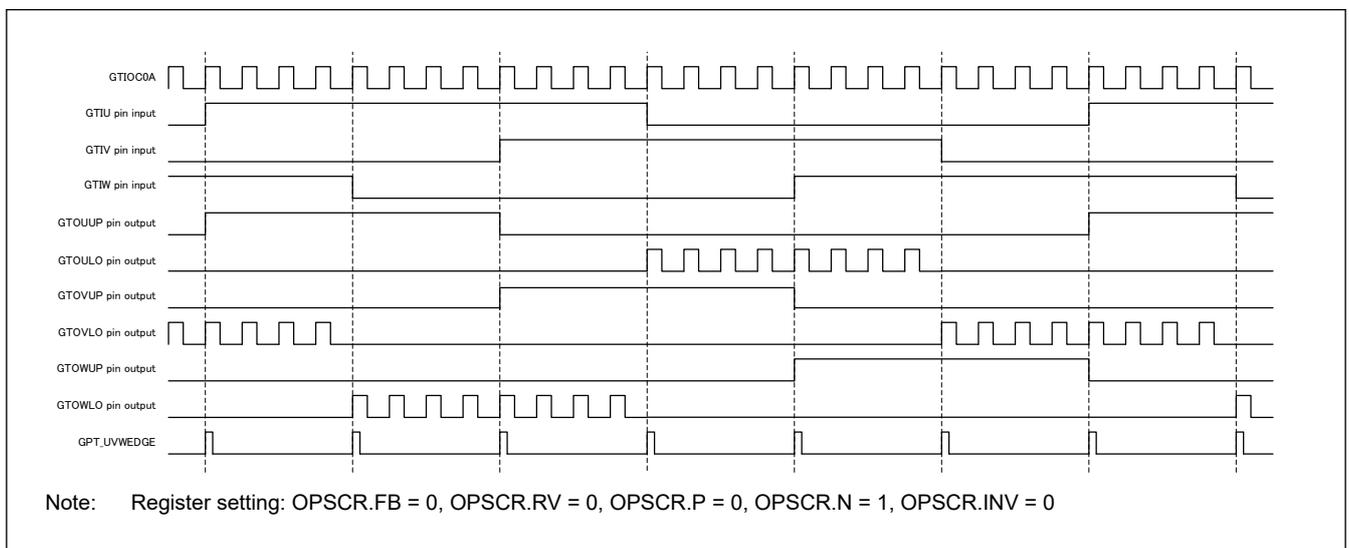 GTIOC0A
GTIU pin input
GTIV pin input
GTIW pin input
GTOUUP pin output
GTOULO pin output
GTOVUP pin output
GTOVLO pin output
GTOWUP pin output
GTOWLO pin output
GPT_UVWEDGE
Note: Register setting: OPSCR.FB = 0, OPSCR.RV = 0, OPSCR.P = 0, OPSCR.N = 1, OPSCR.INV = 0